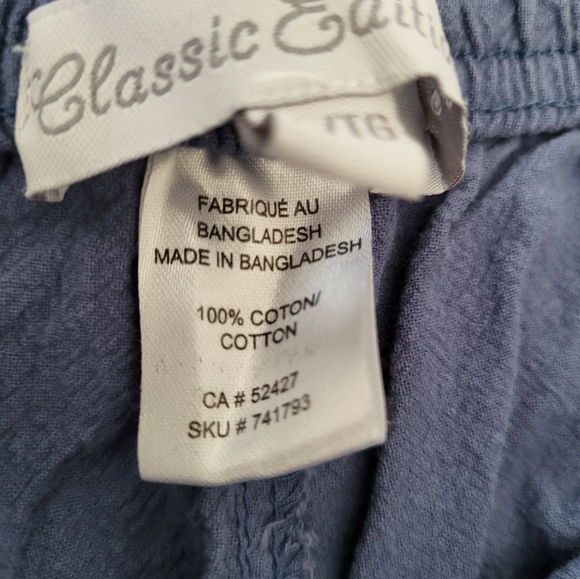 Classic Editi
/TG
FABRIQUÉ AU
BANGLADESH
MADE IN BANGLADESH
100% COTON/
COTTON
CA # 52427
SKU # 741793